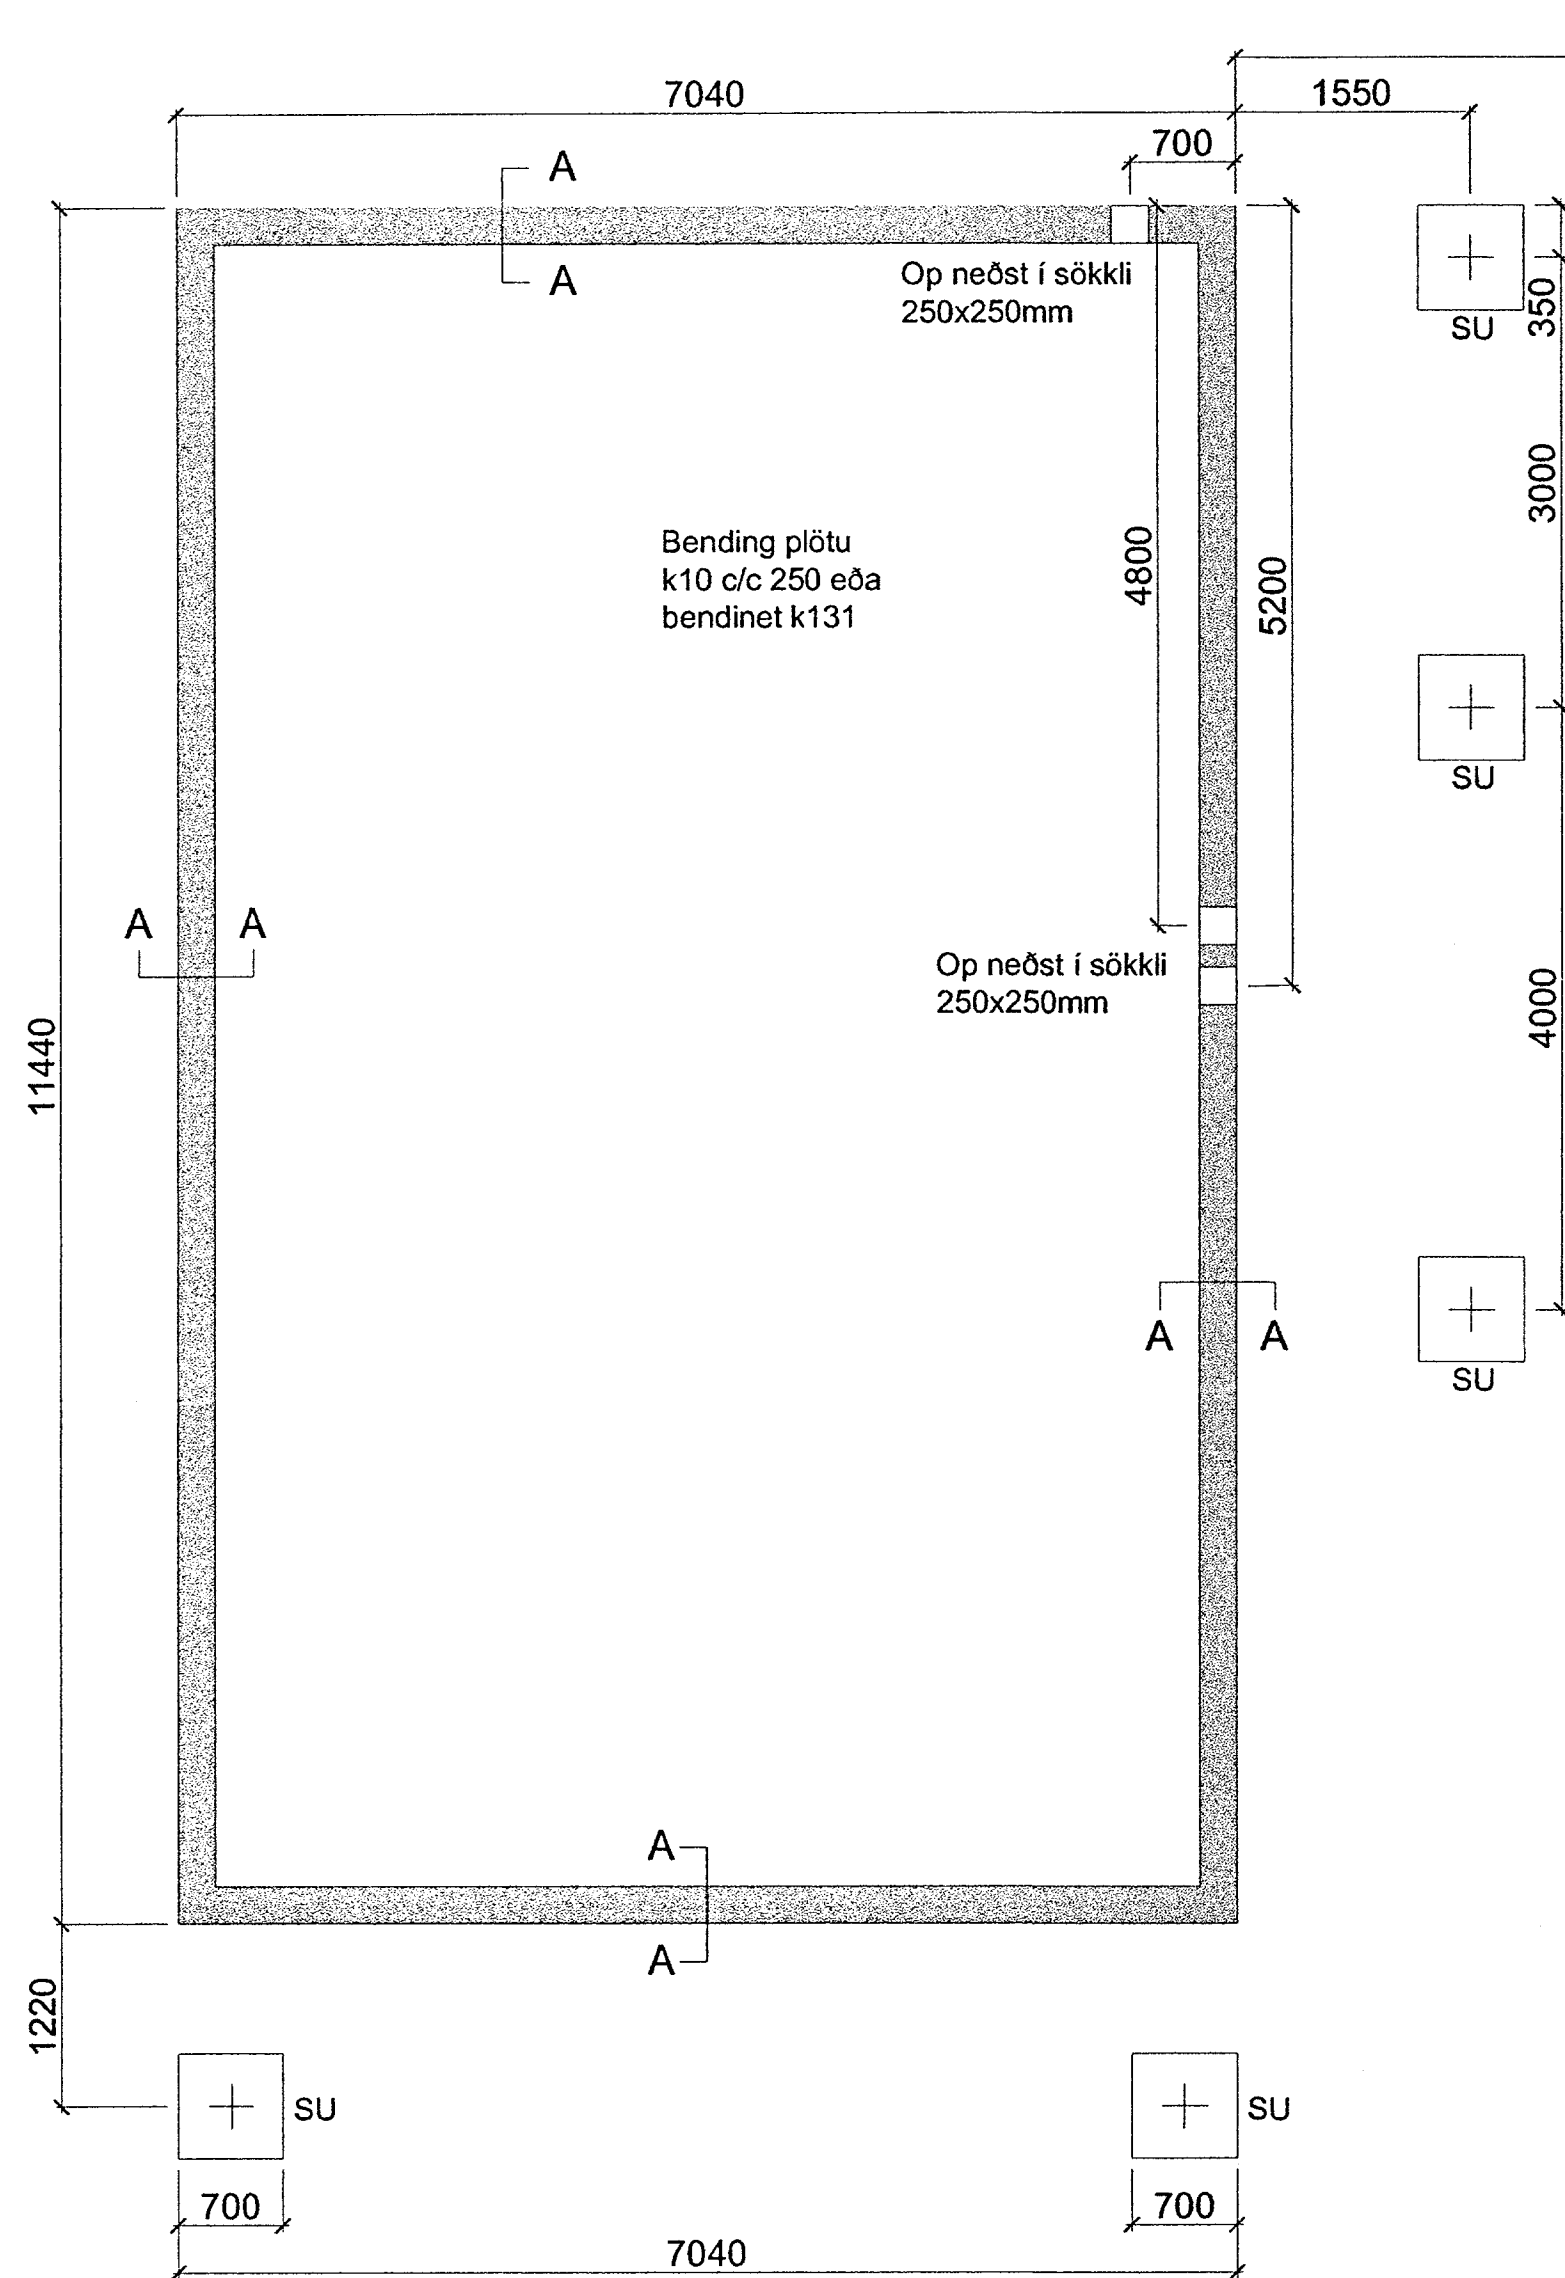 7040
1550
700
A
A
Op neðst í sökkli
250x250mm
SU
350
3000
Bending plötu
k10 c/c 250 eða
bendinet k131
4800
5200
SU
A
A
Op neðst í sökkli
250x250mm
4000
11440
A
A
SU
A
A
1220
SU
SU
700
700
7040